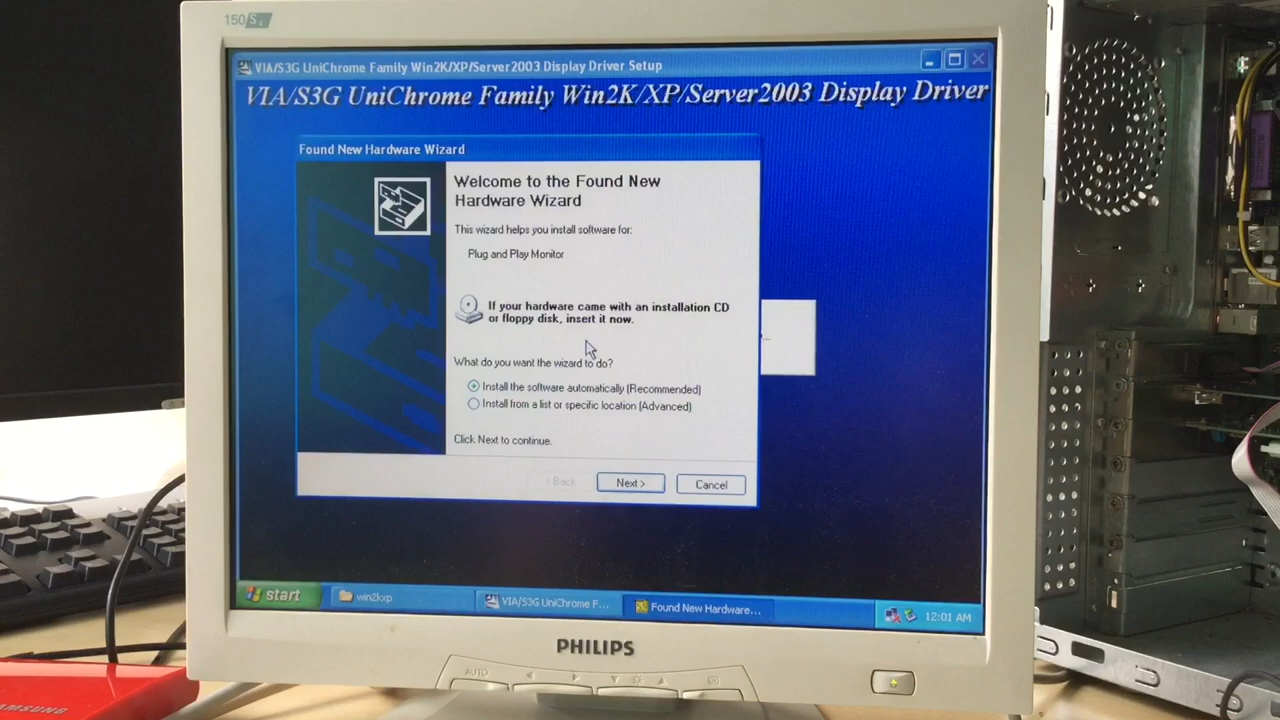 150S4
VIA/S3G UniChrome Family Win2K/XP/Server2003 Display Driver Setup
VIA/S3G UniChrome Family Win2K/XP/Server2003 Display Driver
Found New Hardware Wizard
Welcome to the Found New
Hardware Wizard
This wizard helps you install software for:
Plug and Play Monitor
If your hardware came with an installation CD
or floppy disk, insert it now.
...
What do you want the wizard to do?
Install the software automatically (Recommended)
Install from a list or specific location (Advanced)
Click Next to continue.
< Back
Next >
Cancel
start
win2kxp
VIA/S3G UniChrome F...
Found New Hardware...
12:01 AM
PHILIPS
AUTO
SAMSUNG